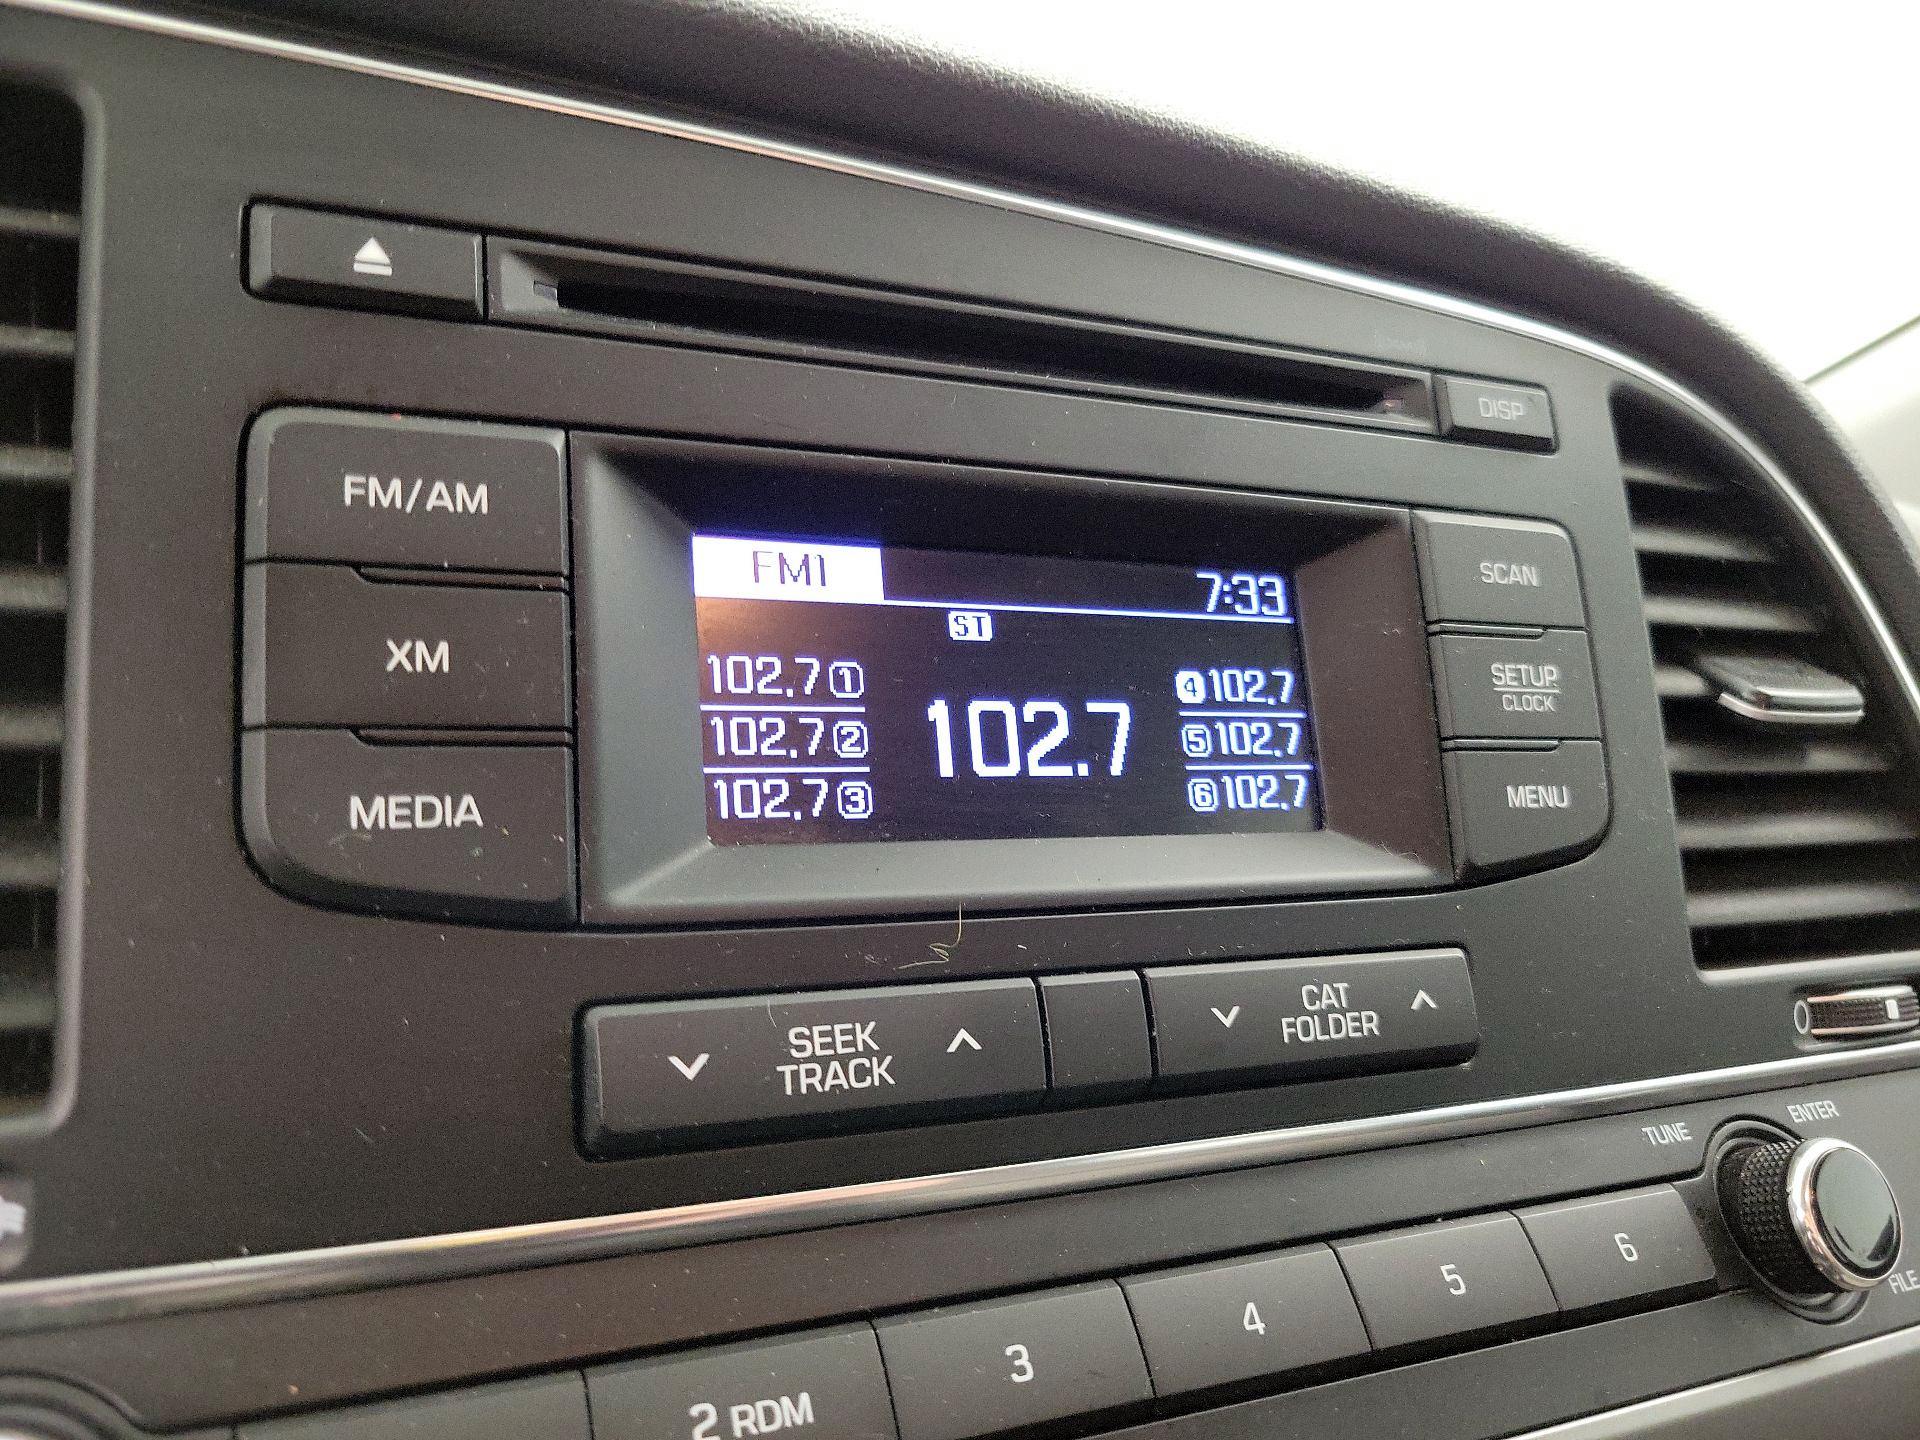 DISP
FM/AM
XM
MEDIA
FM1
7:33
ST
102.7 1
102.7 2
102.7 3
102.7
4 102.7
5 102.7
6 102.7
SCAN
SETUP
CLOCK
MENU
SEEK
TRACK
CAT
FOLDER
TUNE
ENTER
FILE
2 RDM
3
4
5
6